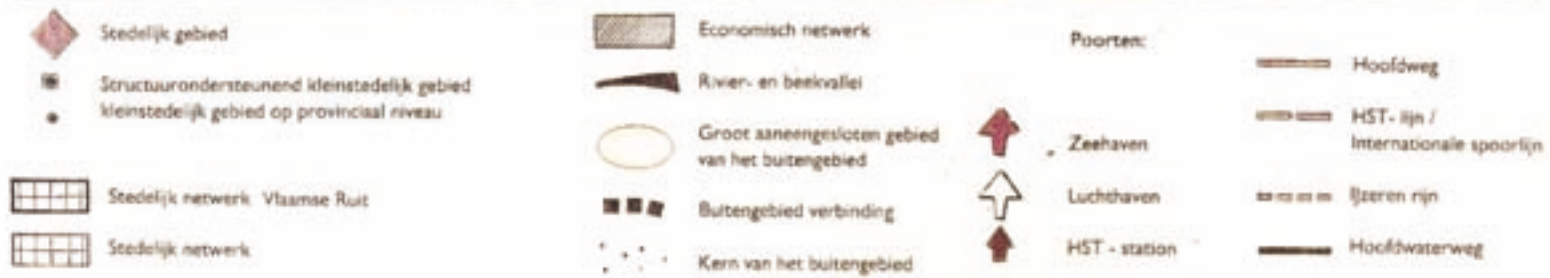 Stedelijk gebied
Structuurondersteunend kleinstedelijk gebied
kleinstedelijk gebied op provinciaal niveau
Stedelijk netwerk Vlaamse Ruit
Stedelijk netwerk
Economisch netwerk
Rivier- en beekvallei
Groot aaneengesloten gebied
van het buitengebied
Buitengebied verbinding
Kern van het buitengebied
Poorten:
Zeehaven
Luchthaven
HST - station
Hoofdweg
HST- lijn /
Internationale spoorlijn
IJzeren rijn
Hoofdwaterweg